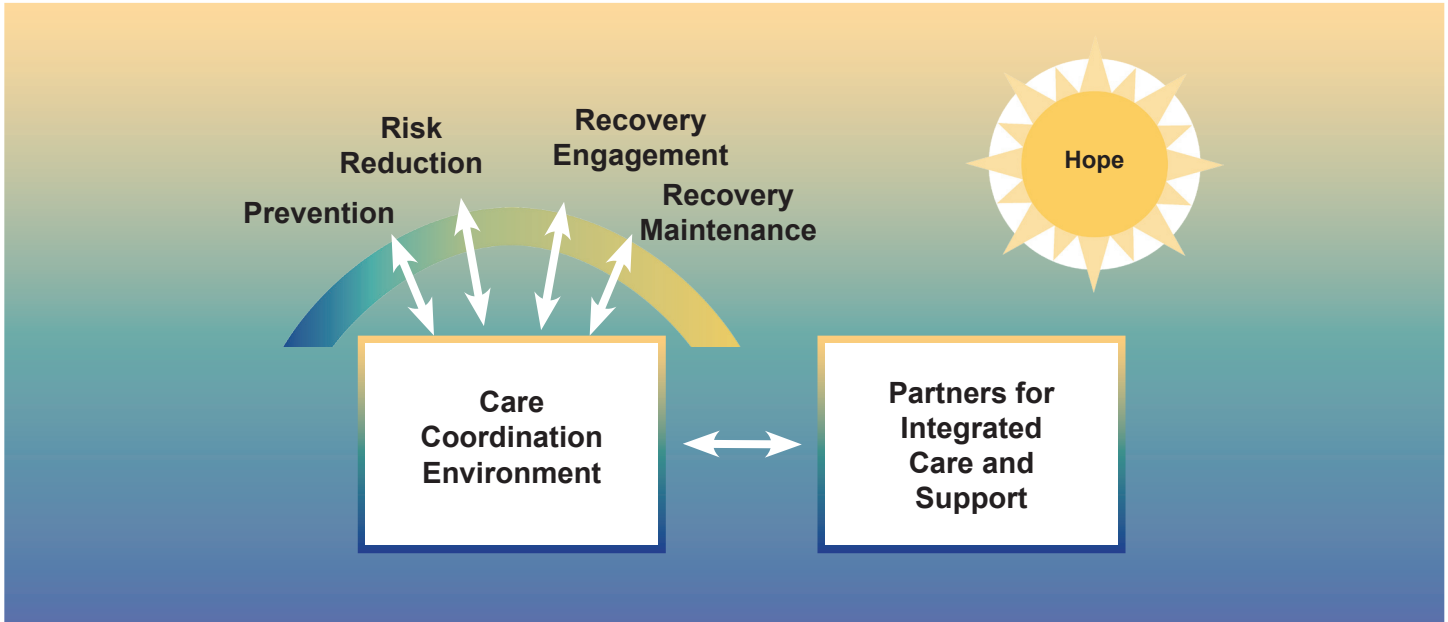 Prevention
Risk
Reduction
Recovery
Engagement
Recovery
Maintenance
Hope
Care
Coordination
Environment
Partners for
Integrated
Care and
Support